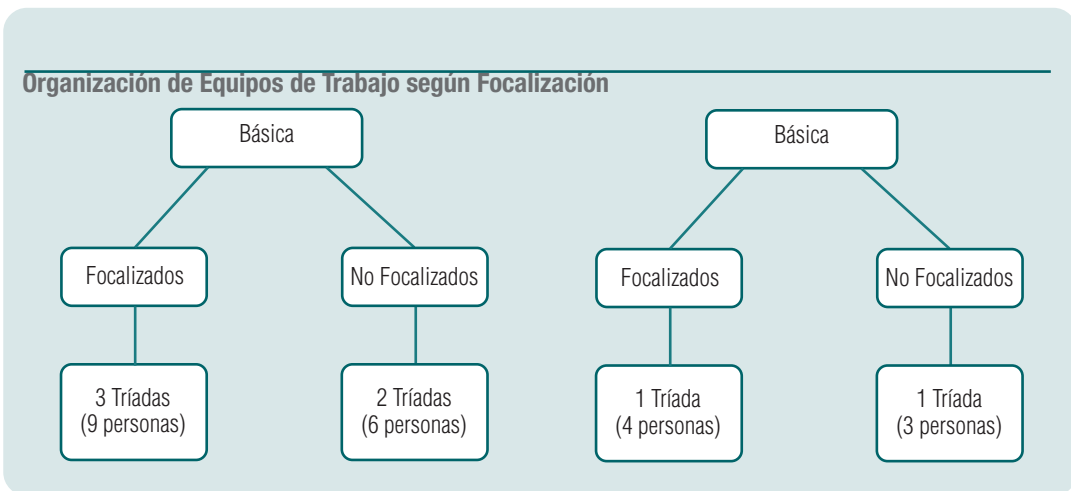 Organización de Equipos de Trabajo según Focalización
Básica
Focalizados
No Focalizados
3 Tríadas
(9 personas)
2 Tríadas
(6 personas)
Básica
Focalizados
No Focalizados
1 Tríada
(4 personas)
1 Tríada
(3 personas)